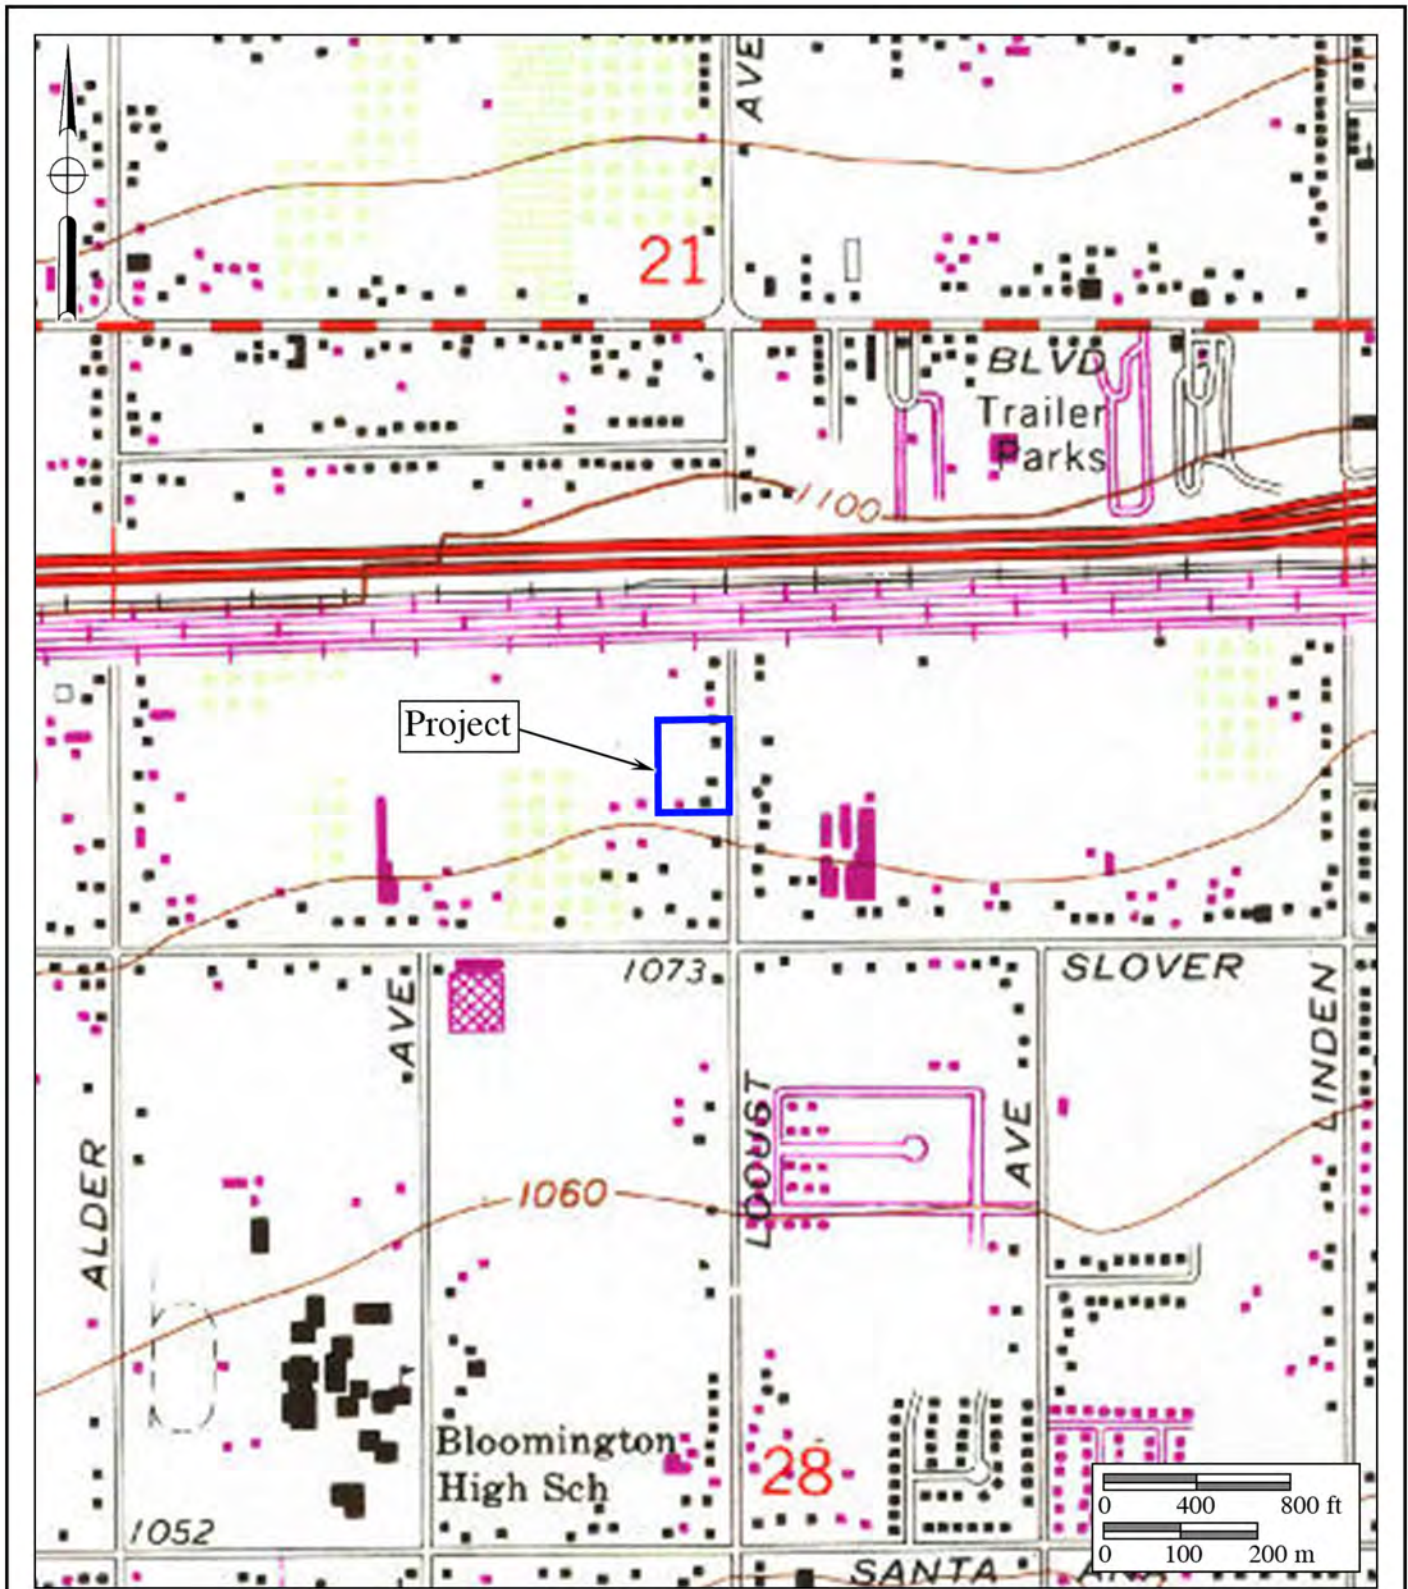 AVE
21
BLVD
Trailer
Parks
1100
Project
1073
SLOVER
AVE
LINDEN
LOCUST
AVE
ALDER
1060
Bloomington
High Sch
28
0 400 800 ft
0 100 200 m
1052
SANTA ANA